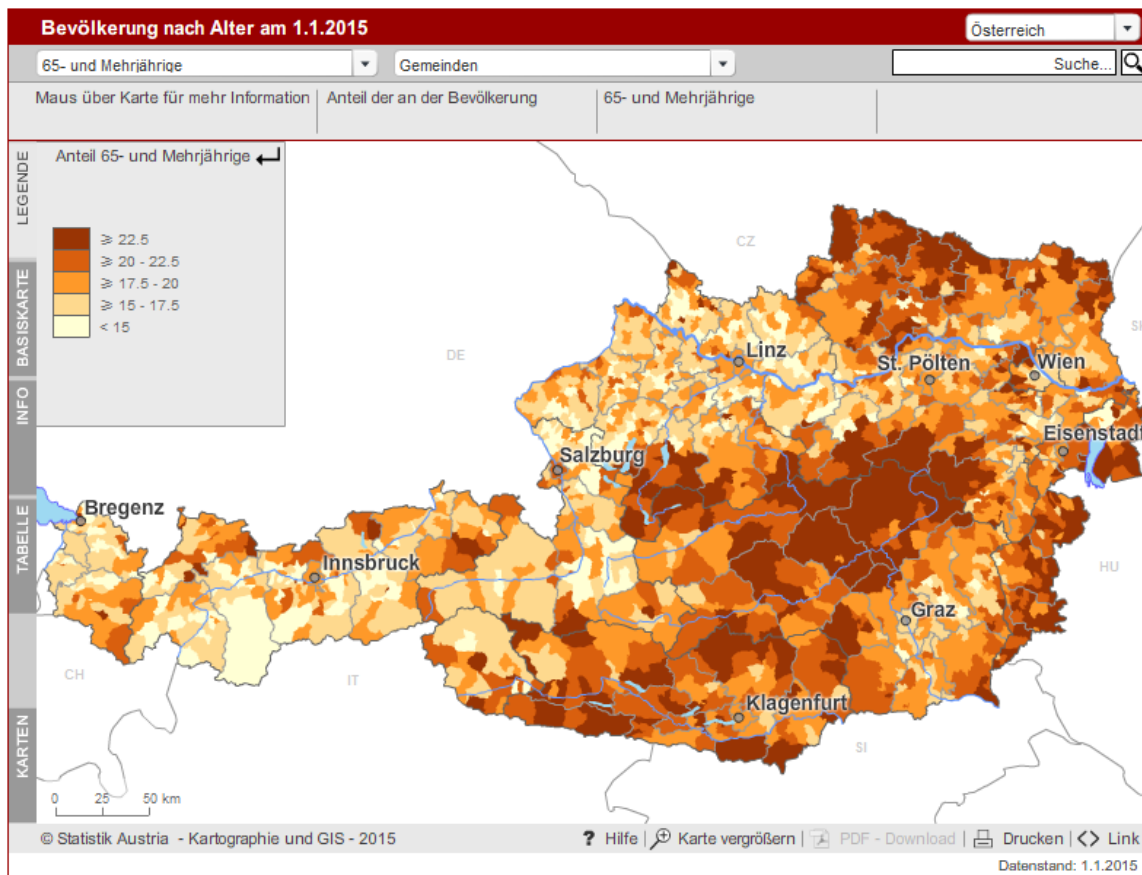 Bevölkerung nach Alter am 1.1.2015
Österreich
65- und Mehrjährige
Gemeinden
Suche...
Maus über Karte für mehr Information
Anteil der an der Bevölkerung
65- und Mehrjährige
LEGENDE
BASISKARTE
INFO
TABELLE
KARTEN
Anteil 65- und Mehrjährige
⩾ 22.5
⩾ 20 - 22.5
⩾ 17.5 - 20
⩾ 15 - 17.5
< 15
CZ
DE
Linz
St. Pölten
Wien
Eisenstadt
Salzburg
Bregenz
Innsbruck
HU
Graz
CH
IT
Klagenfurt
SI
0 25 50 km
© Statistik Austria - Kartographie und GIS - 2015
? Hilfe | Karte vergrößern | PDF - Download | Drucken | <> Link
Datenstand: 1.1.2015